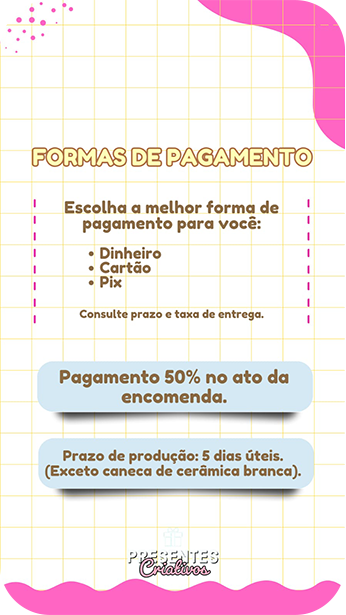 FORMAS DE PAGAMENTO
Escolha a melhor forma de
pagamento para você:
• Dinheiro
• Cartão
• Pix
Consulte prazo e taxa de entrega.
Pagamento 50% no ato da
encomenda.
Prazo de produção: 5 dias úteis.
(Exceto caneca de cerâmica branca).
PRESENTES
Criativos